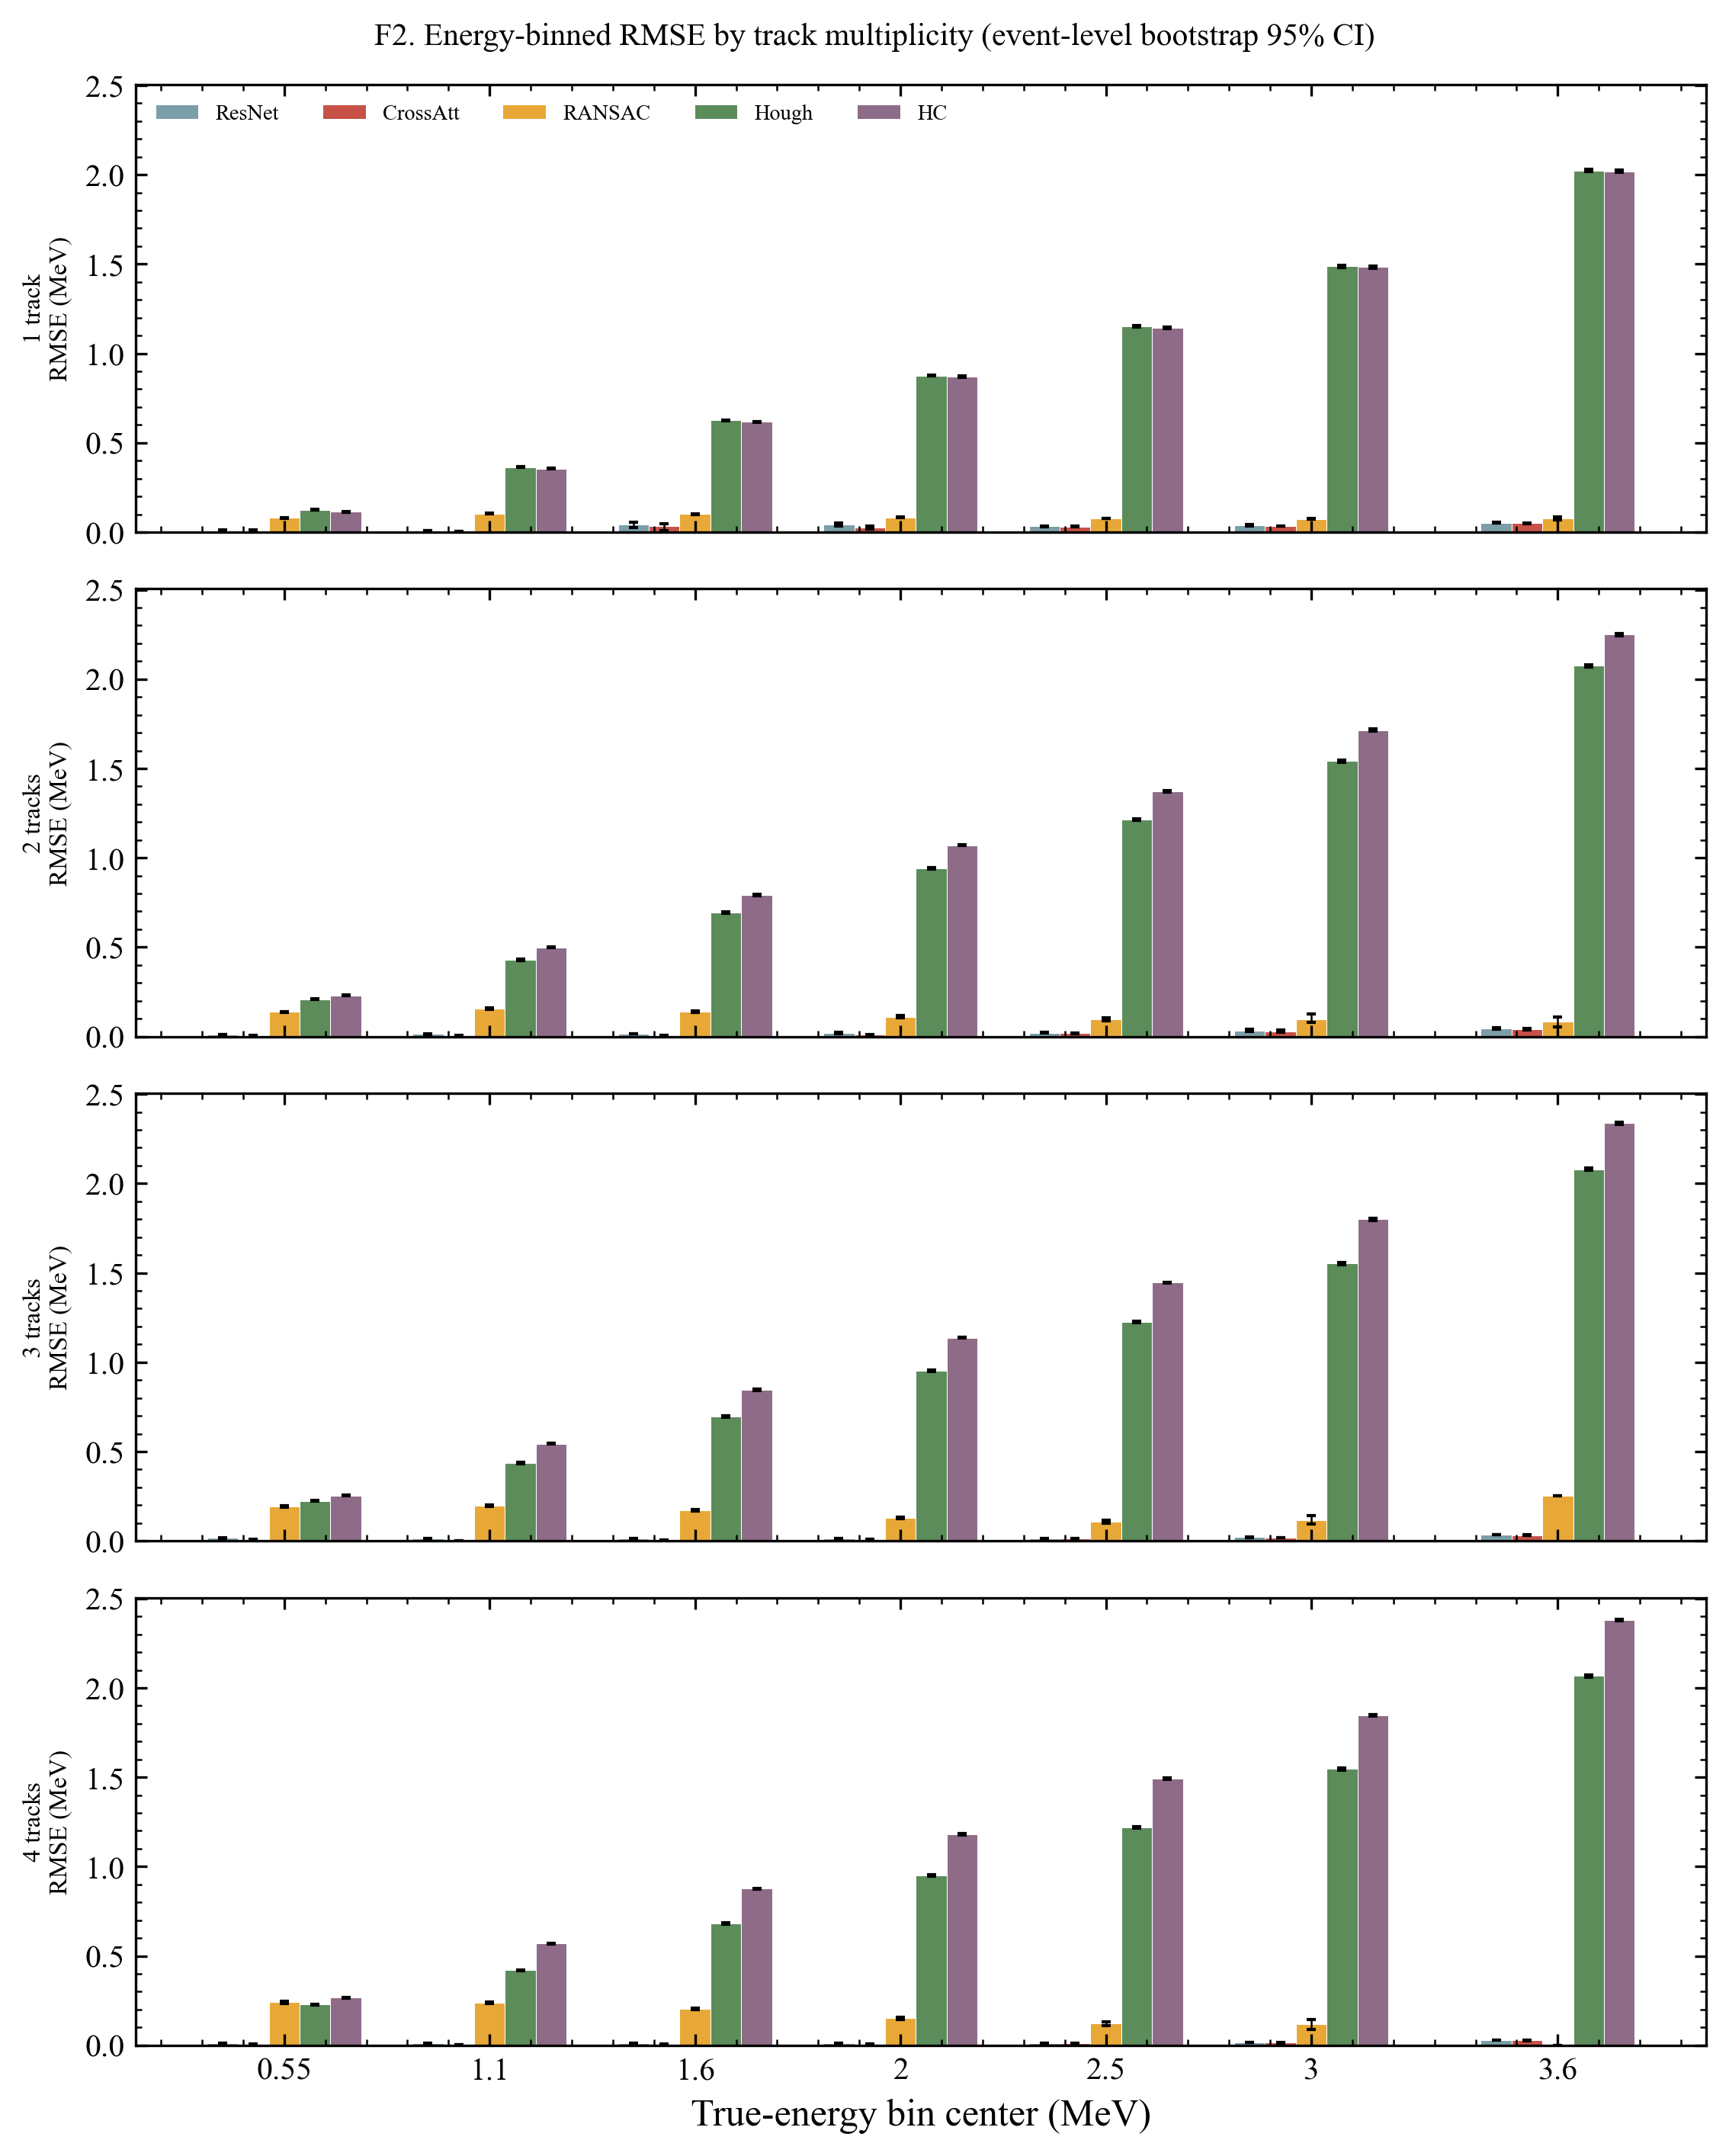 F2. Energy-binned RMSE by track multiplicity (event-level bootstrap 95% CI)
ResNet CrossAtt RANSAC Hough HC
2.5
2.0
1.5
1.0
0.5
0.0
1 track
RMSE (MeV)
2.5
2.0
1.5
1.0
0.5
0.0
2 tracks
RMSE (MeV)
2.5
2.0
1.5
1.0
0.5
0.0
3 tracks
RMSE (MeV)
2.5
2.0
1.5
1.0
0.5
0.0
4 tracks
RMSE (MeV)
0.55 1.1 1.6 2 2.5 3 3.6
True-energy bin center (MeV)